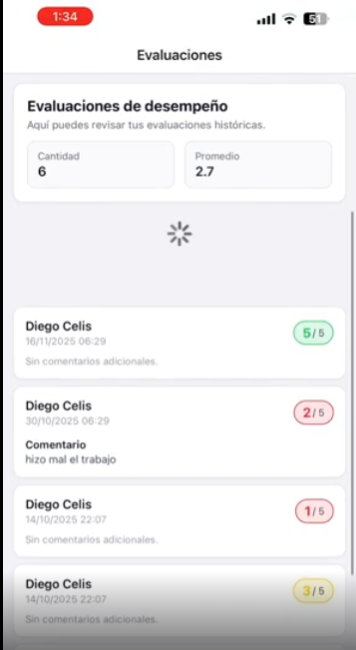 1:34
51
Evaluaciones
Evaluaciones de desempeño
Aquí puedes revisar tus evaluaciones históricas.
Cantidad
6
Promedio
2.7
Diego Celis
5/5
16/11/2025 06:29
Sin comentarios adicionales.
Diego Celis
2/5
30/10/2025 06:29
Comentario
hizo mal el trabajo
Diego Celis
1/5
14/10/2025 22:07
Sin comentarios adicionales.
Diego Celis
3/5
14/10/2025 22:07
Sin comentarios adicionales.